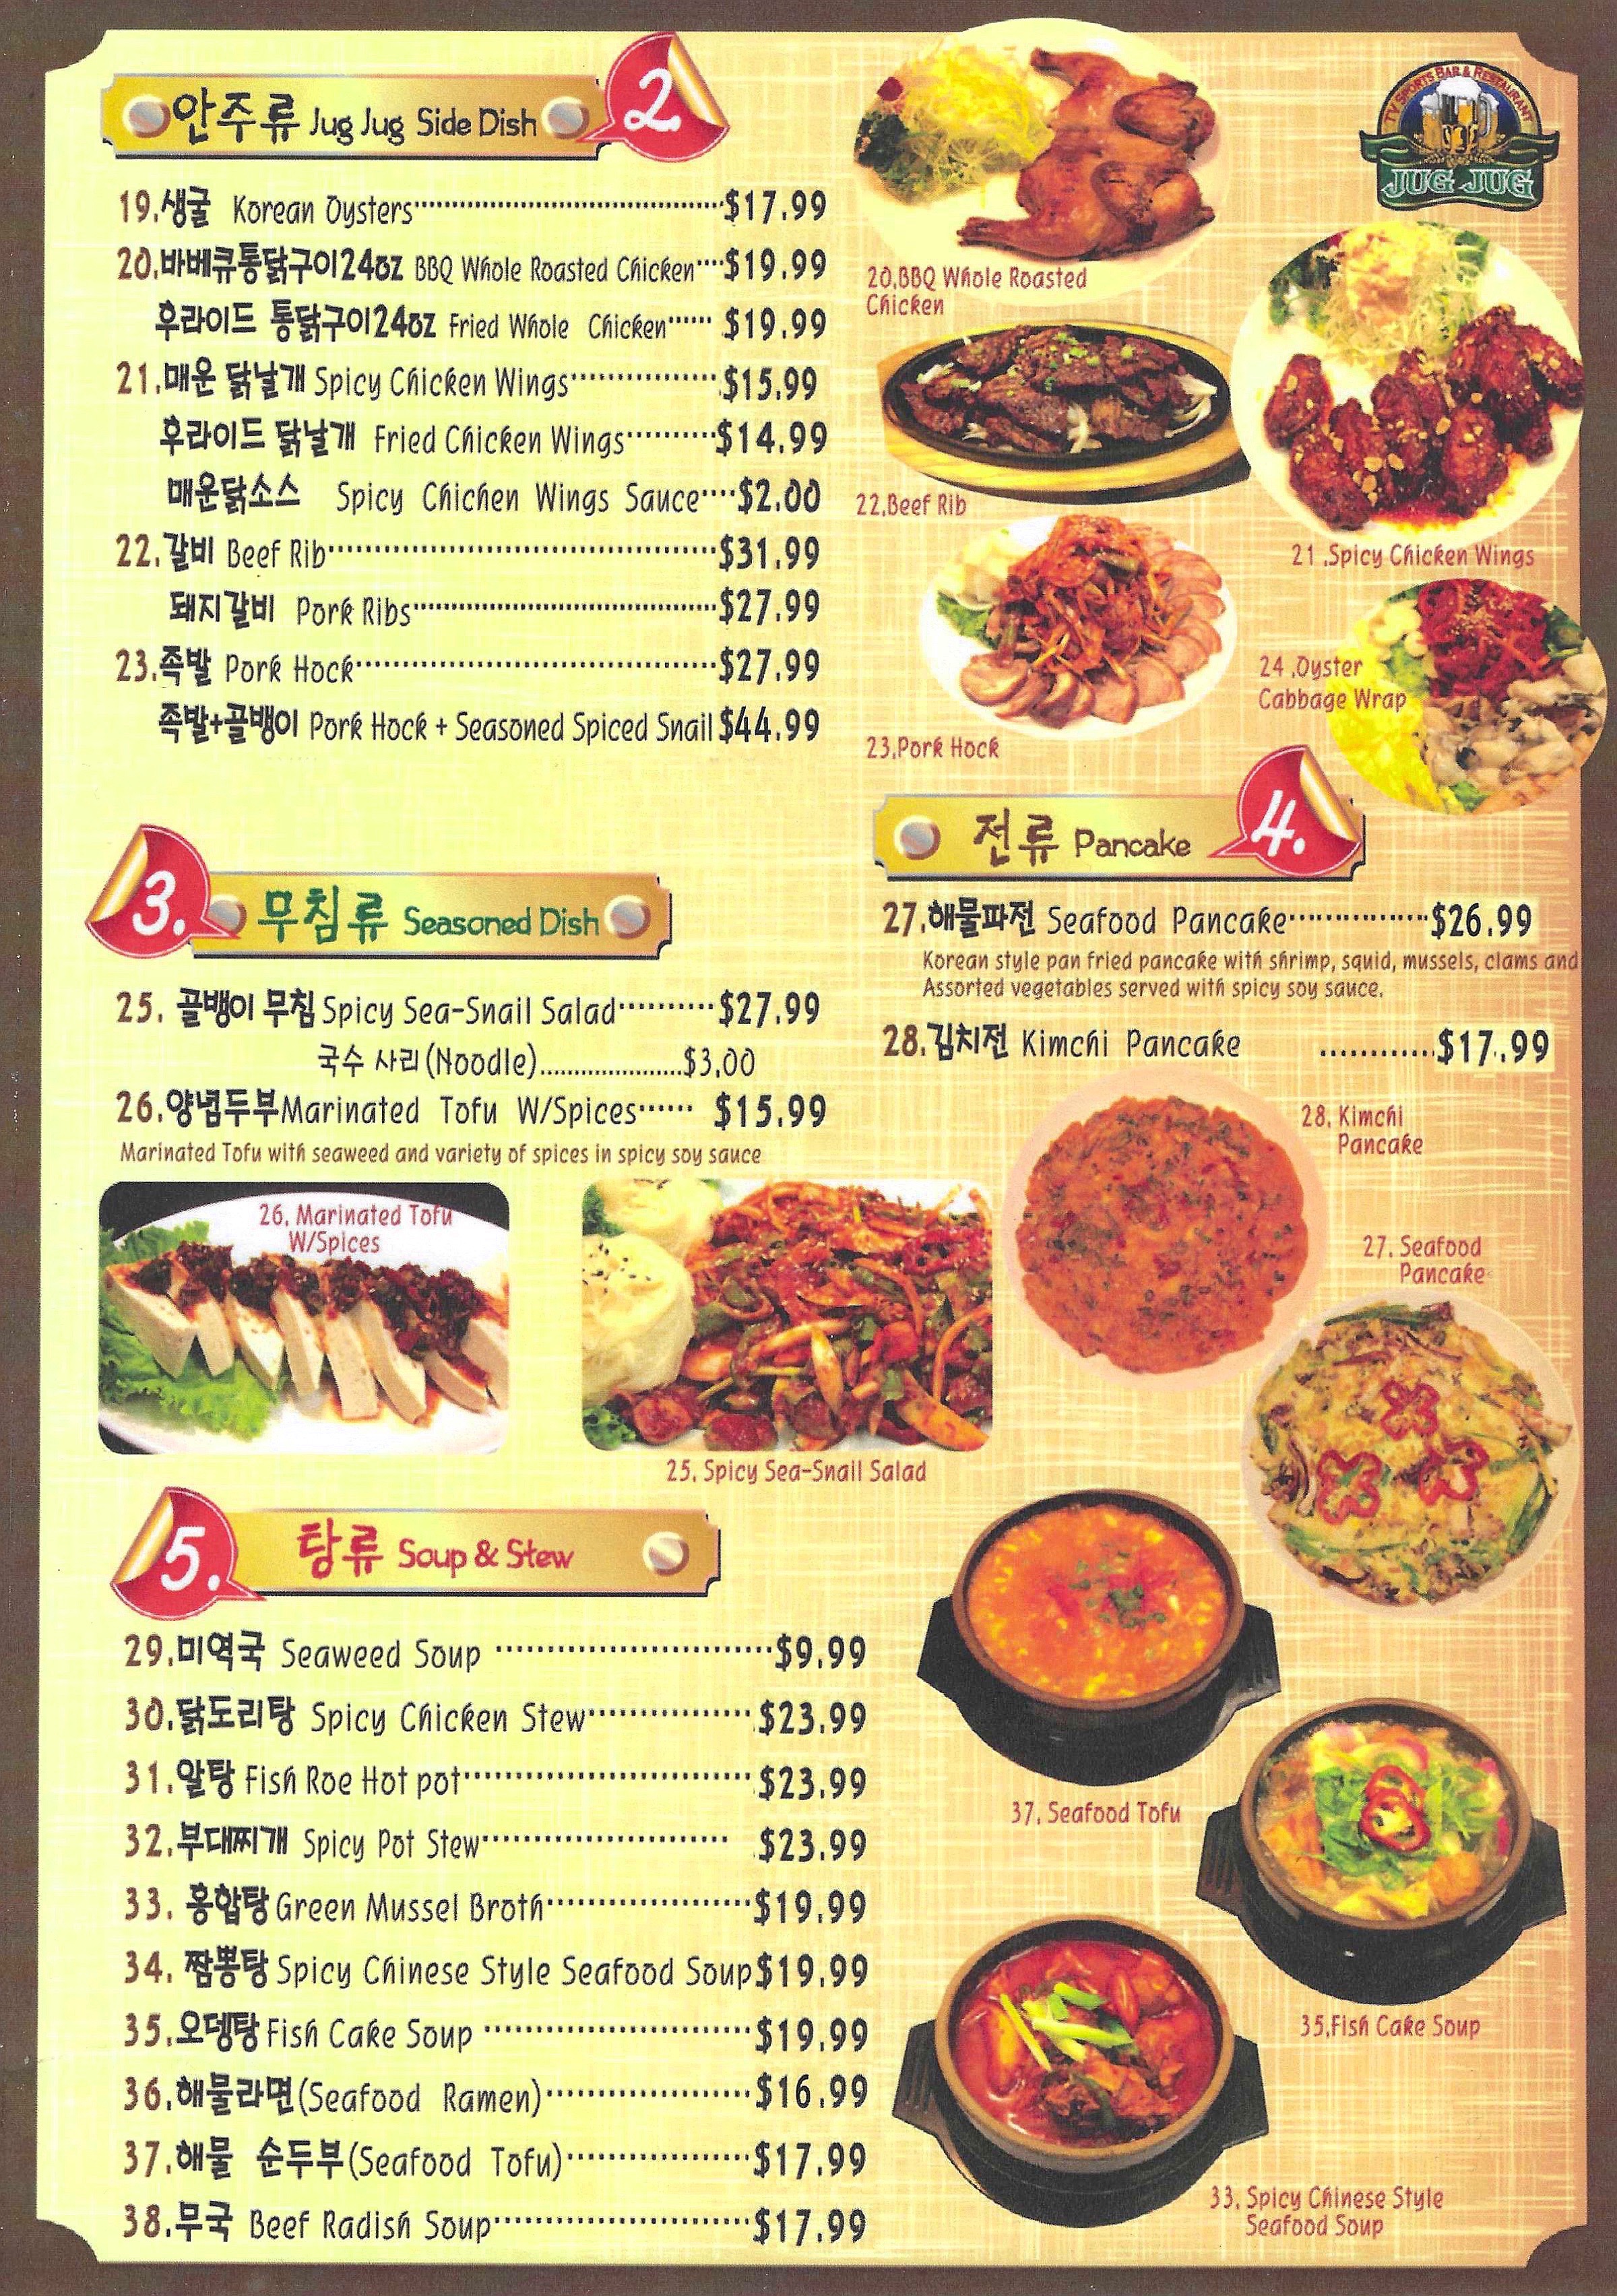 안주류 Jug Jug Side Dish 2.
19.생굴 Korean Oysters $17.99
20.바베큐통닭구이24oz BBQ Whole Roasted Chicken $19.99
후라이드 통닭구이24oz Fried Whole Chicken $19.99
21.매운 닭날개 Spicy Chicken Wings $15.99
후라이드 닭날개 Fried Chicken Wings $14.99
매운닭소스 Spicy Chichen Wings Sauce $2.00
22.갈비 Beef Rib $31.99
돼지갈비 Pork Ribs $27.99
23.족발 Pork Hock $27.99
족발+골뱅이 Pork Hock + Seasoned Spiced Snail $44.99
TV SPORTS BAR & RESTAURANT
JUG JUG
20.BBQ Whole Roasted
Chicken
22.Beef Rib
21.Spicy Chicken Wings
23.Pork Hock
24.Oyster
Cabbage Wrap
3. 무침류 Seasoned Dish
25. 골뱅이 무침 Spicy Sea-Snail Salad $27.99
국수 사리(Noodle)......................$3.00
26.양념두부Marinated Tofu W/Spices $15.99
Marinated Tofu with seaweed and variety of spices in spicy soy sauce
26. Marinated Tofu
W/Spices
25. Spicy Sea-Snail Salad
전류 Pancake 4.
27.해물파전 Seafood Pancake $26.99
Korean style pan fried pancake with shrimp, squid, mussels, clams and
Assorted vegetables served with spicy soy sauce.
28.김치전 Kimchi Pancake ............$17.99
28. Kimchi
Pancake
27. Seafood
Pancake
5. 탕류 Soup & Stew
29.미역국 Seaweed Soup $9.99
30.닭도리탕 Spicy Chicken Stew $23.99
31.알탕 Fish Roe Hot pot $23.99
32.부대찌개 Spicy Pot Stew $23.99
33. 홍합탕 Green Mussel Broth $19.99
34. 짬뽕탕 Spicy Chinese Style Seafood Soup $19.99
35.오뎅탕 Fish Cake Soup $19.99
36.해물라면(Seafood Ramen) $16.99
37.해물 순두부(Seafood Tofu) $17.99
38.무국 Beef Radish Soup $17.99
37. Seafood Tofu
35.Fish Cake Soup
33. Spicy Chinese Style
Seafood Soup